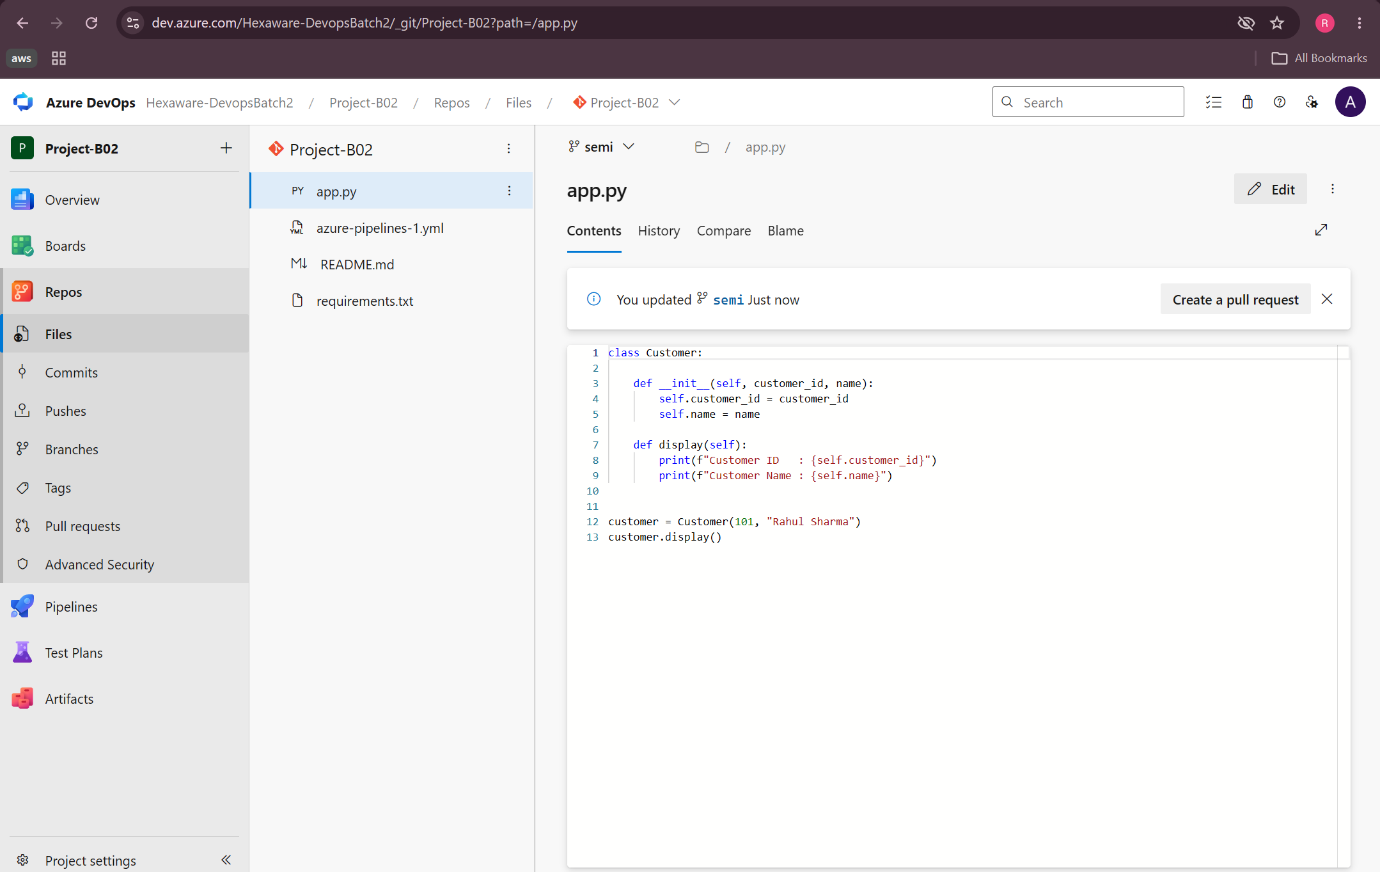 dev.azure.com/Hexaware-DevopsBatch2/_git/Project-B02?path=/app.py
R
aws
All Bookmarks
Azure DevOps Hexaware-DevopsBatch2 / Project-B02 / Repos / Files / Project-B02
Search
A
P Project-B02
Overview
Boards
Repos
Files
Commits
Pushes
Branches
Tags
Pull requests
Advanced Security
Pipelines
Test Plans
Artifacts
Project settings
Project-B02
PY app.py
YML azure-pipelines-1.yml
M↓ README.md
requirements.txt
semi / app.py
app.py
Edit
Contents History Compare Blame
You updated semi Just now
Create a pull request
1 class Customer:
2
3 def __init__(self, customer_id, name):
4 self.customer_id = customer_id
5 self.name = name
6
7 def display(self):
8 print(f"Customer ID   : {self.customer_id}")
9 print(f"Customer Name : {self.name}")
10
11
12 customer = Customer(101, "Rahul Sharma")
13 customer.display()